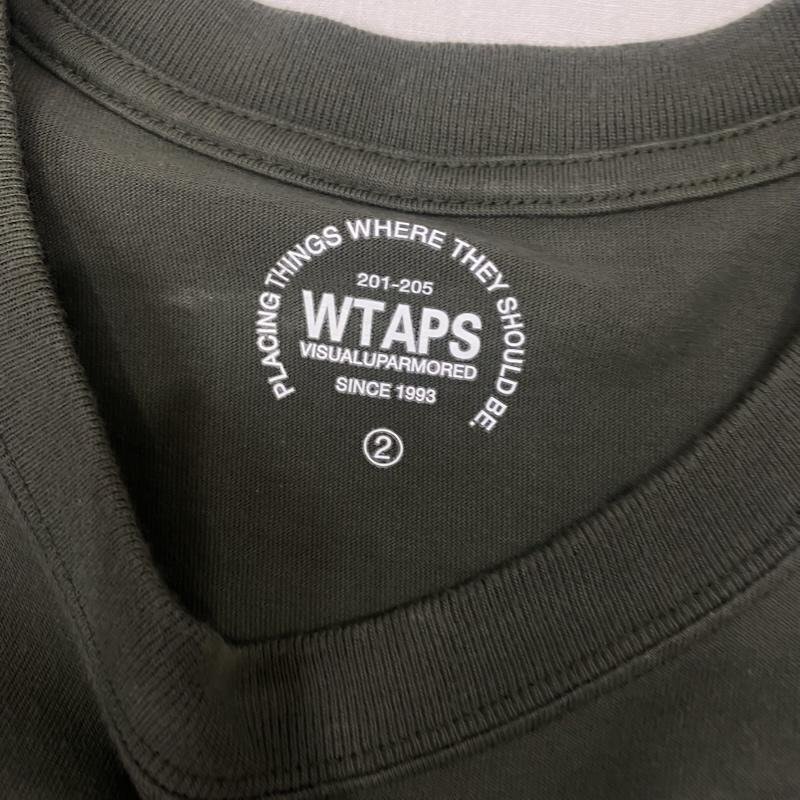 PLACING THINGS WHERE THEY SHOULD BE.
201-205
WTAPS
VISUALUPARMORED
SINCE 1993
2